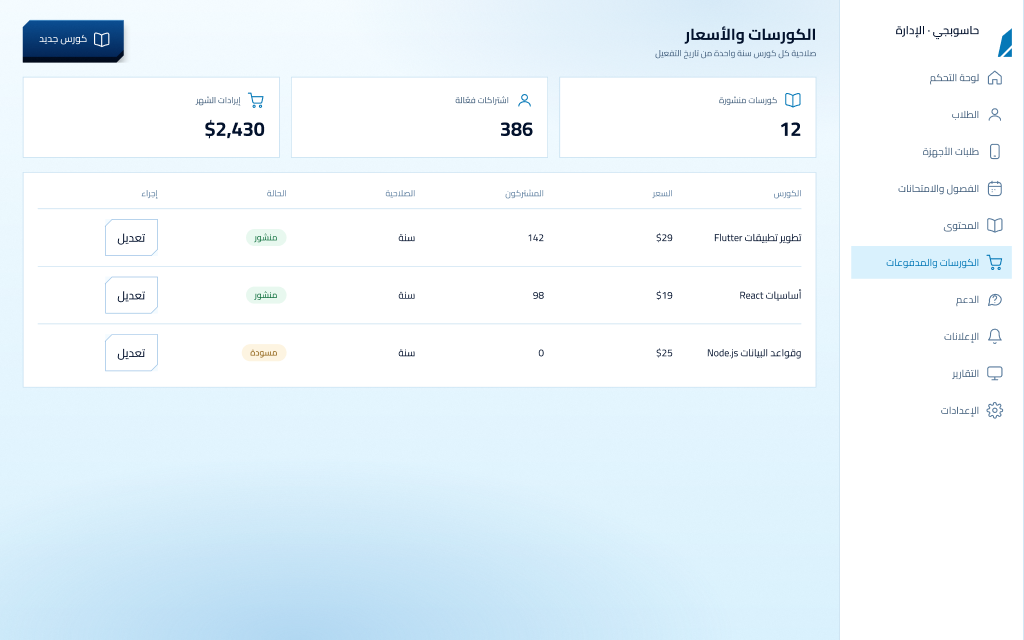 حاسوبجي · الإدارة
لوحة التحكم
الطلاب
طلبات الأجهزة
الفصول والامتحانات
المحتوى
الكورسات والمدفوعات
الدعم
الإعلانات
التقارير
الإعدادات
الكورسات والأسعار
صلاحية كل كورس سنة واحدة من تاريخ التفعيل
كورس جديد
كورسات منشورة
12
اشتراكات فعّالة
386
إيرادات الشهر
$2,430
الكورس السعر المشتركون الصلاحية الحالة إجراء
تطوير تطبيقات Flutter $29 142 سنة منشور تعديل
أساسيات React $19 98 سنة منشور تعديل
Node.js وقواعد البيانات $25 0 سنة مسودة تعديل